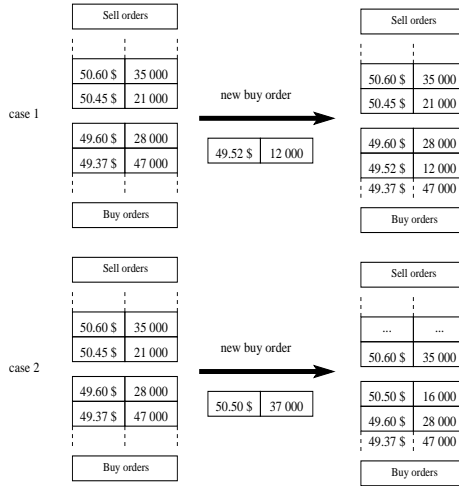 Sell orders
50.60 $ 35 000
50.45 $ 21 000
case 1
49.60 $ 28 000
49.37 $ 47 000
Buy orders
new buy order
49.52 $ 12 000
Sell orders
50.60 $ 35 000
50.45 $ 21 000
49.60 $ 28 000
49.52 $ 12 000
49.37 $ 47 000
Buy orders
Sell orders
50.60 $ 35 000
50.45 $ 21 000
case 2
49.60 $ 28 000
49.37 $ 47 000
Buy orders
new buy order
50.50 $ 37 000
Sell orders
... ...
50.60 $ 35 000
50.50 $ 16 000
49.60 $ 28 000
49.37 $ 47 000
Buy orders